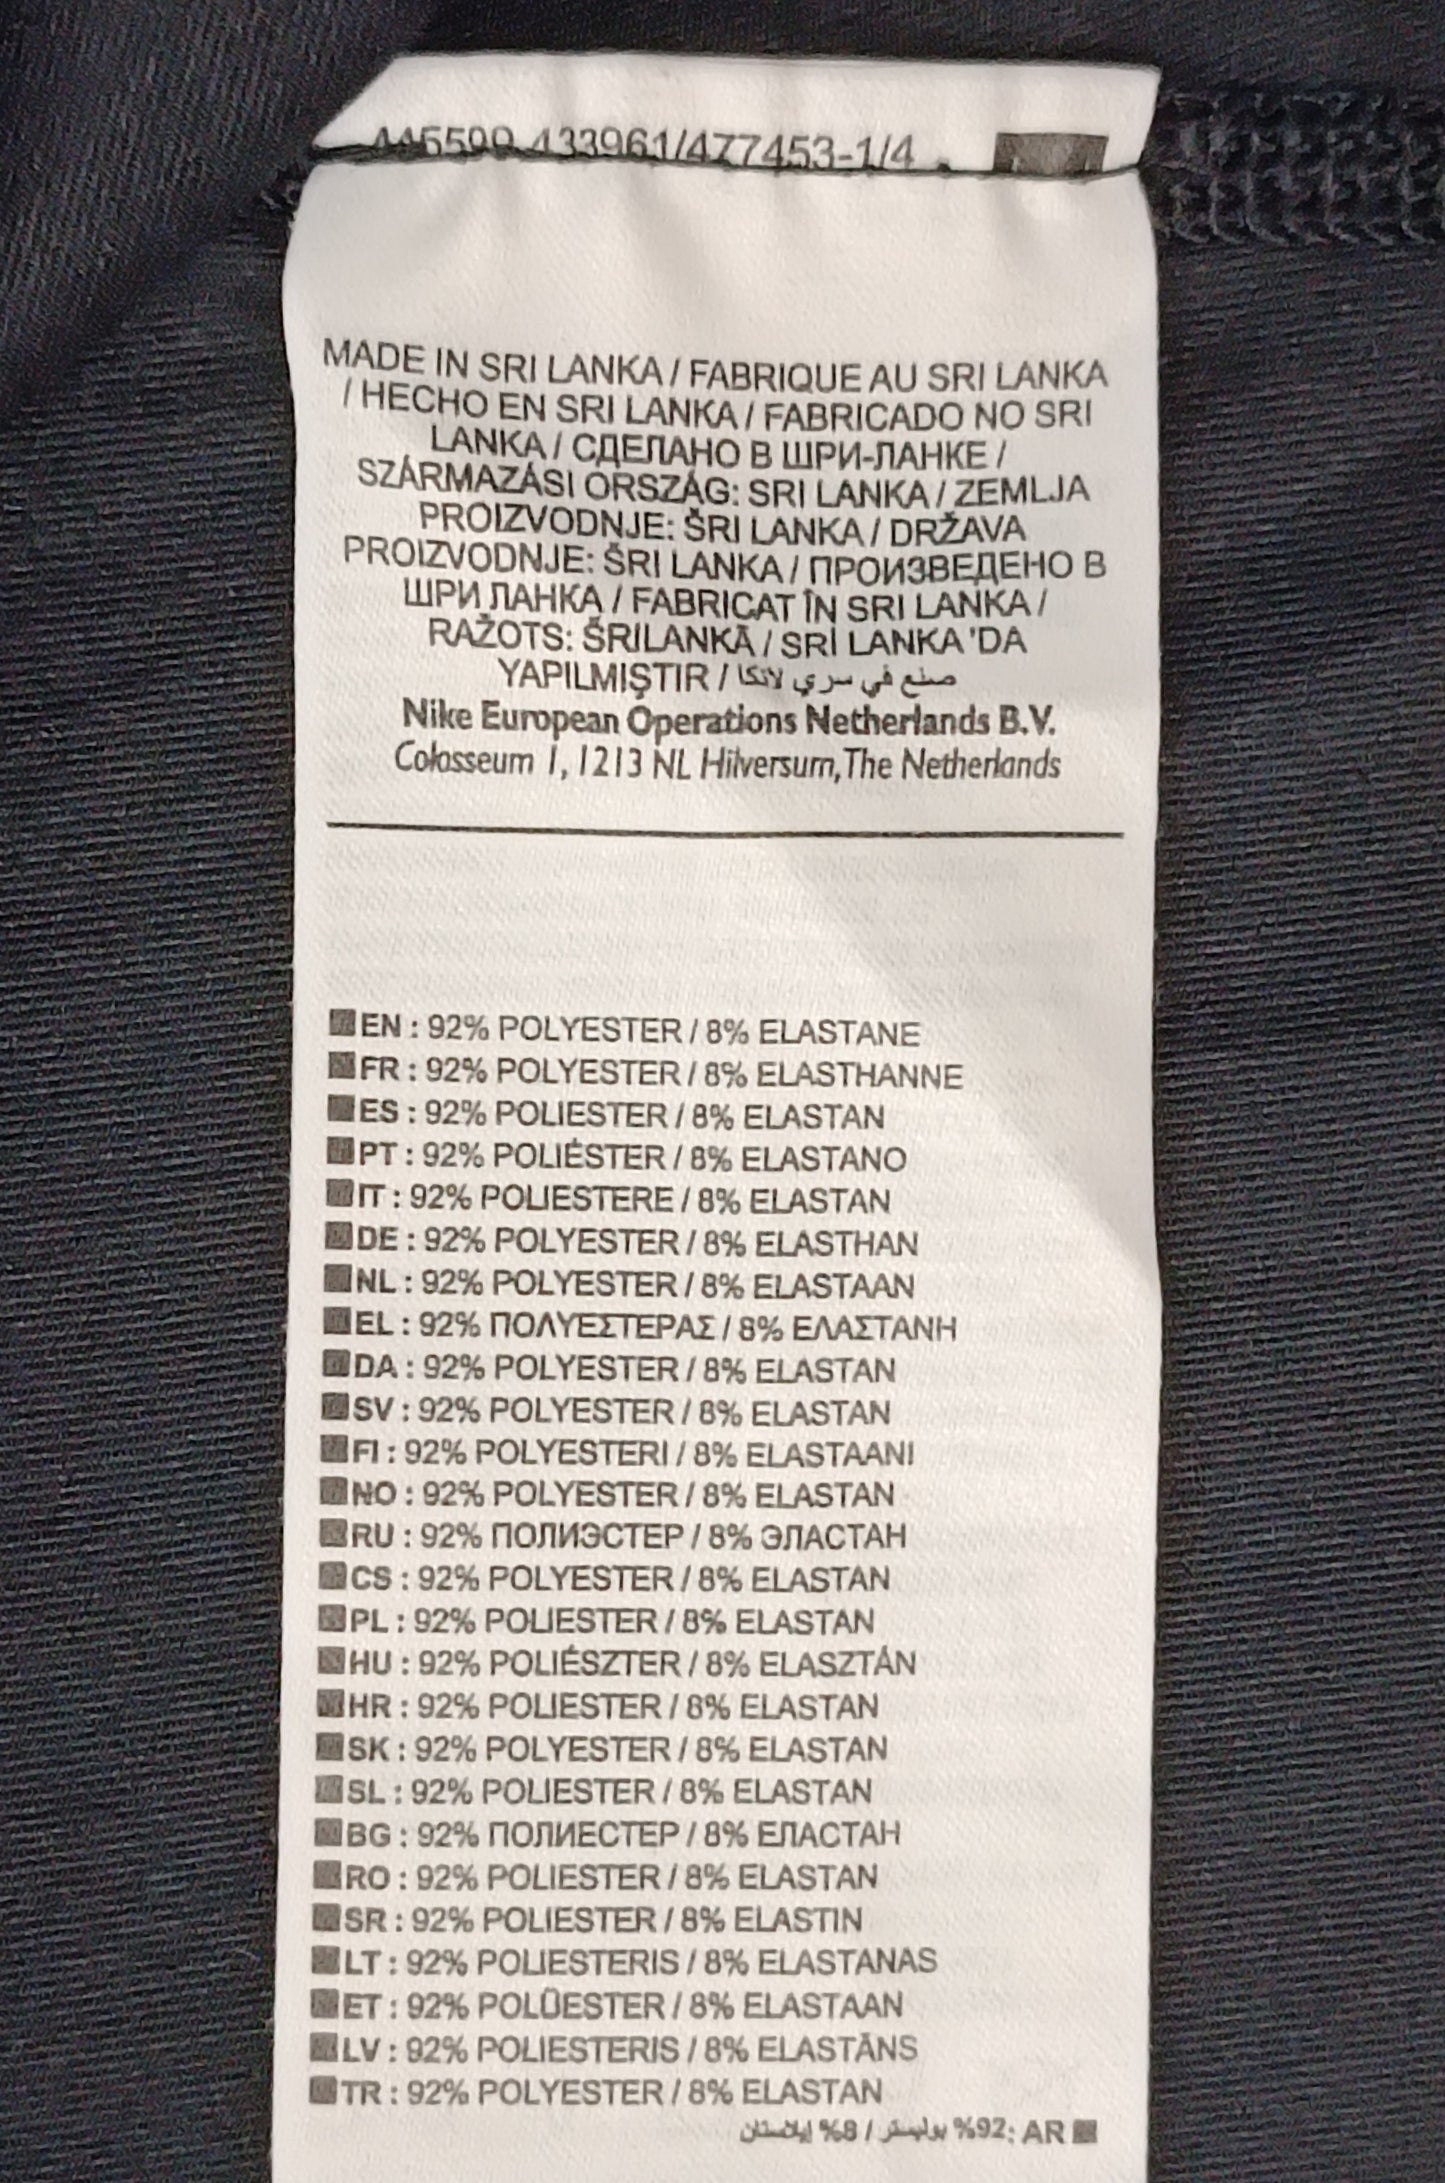 445599 433961/477453-1/4
MADE IN SRI LANKA / FABRIQUE AU SRI LANKA
/ HECHO EN SRI LANKA / FABRICADO NO SRI
LANKA / СДЕЛАНО В ШРИ-ЛАНКЕ /
SZÁRMAZÁSI ORSZÁG: SRI LANKA / ZEMLJA
PROIZVODNJE: ŠRI LANKA / DRŽAVA
PROIZVODNJE: ŠRI LANKA / ПРОИЗВЕДЕНО В
ШРИ ЛАНКА / FABRICAT ÎN SRI LANKA /
RAŽOTS: ŠRILANKĀ / SRİ LANKA 'DA
YAPILMIŞTIR / صنع في سري لانكا
Nike European Operations Netherlands B.V.
Colosseum 1, 1213 NL Hilversum, The Netherlands
EN : 92% POLYESTER / 8% ELASTANE
FR : 92% POLYESTER / 8% ELASTHANNE
ES : 92% POLIESTER / 8% ELASTAN
PT : 92% POLIÉSTER / 8% ELASTANO
IT : 92% POLIESTERE / 8% ELASTAN
DE : 92% POLYESTER / 8% ELASTHAN
NL : 92% POLYESTER / 8% ELASTAAN
EL : 92% ΠΟΛΥΕΣΤΕΡΑΣ / 8% ΕΛΑΣΤΑΝΗ
DA : 92% POLYESTER / 8% ELASTAN
SV : 92% POLYESTER / 8% ELASTAN
FI : 92% POLYESTERI / 8% ELASTAANI
NO : 92% POLYESTER / 8% ELASTAN
RU : 92% ПОЛИЭСТЕР / 8% ЭЛАСТАН
CS : 92% POLYESTER / 8% ELASTAN
PL : 92% POLIESTER / 8% ELASTAN
HU : 92% POLIÉSZTER / 8% ELASZTÁN
HR : 92% POLIESTER / 8% ELASTAN
SK : 92% POLYESTER / 8% ELASTAN
SL : 92% POLIESTER / 8% ELASTAN
BG : 92% ПОЛИЕСТЕР / 8% ЕЛАСТАН
RO : 92% POLIESTER / 8% ELASTAN
SR : 92% POLIESTER / 8% ELASTIN
LT : 92% POLIESTERIS / 8% ELASTANAS
ET : 92% POLÜESTER / 8% ELASTAAN
LV : 92% POLIESTERIS / 8% ELASTĀNS
TR : 92% POLYESTER / 8% ELASTAN
AR :92% بوليستر / 8% إيلاستان